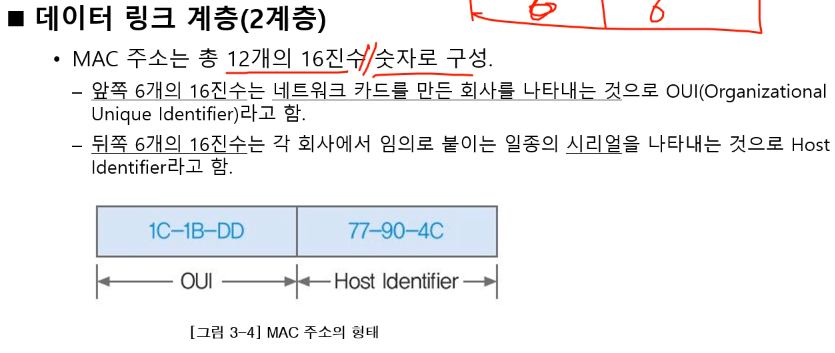 6 6
■ 데이터 링크 계층(2계층)
• MAC 주소는 총 12개의 16진수 숫자로 구성.
– 앞쪽 6개의 16진수는 네트워크 카드를 만든 회사를 나타내는 것으로 OUI(Organizational
Unique Identifier)라고 함.
– 뒤쪽 6개의 16진수는 각 회사에서 임의로 붙이는 일종의 시리얼을 나타내는 것으로 Host
Identifier라고 함.
1C-1B-DD 77-90-4C
OUI Host Identifier
[그림 3-4] MAC 주소의 형태